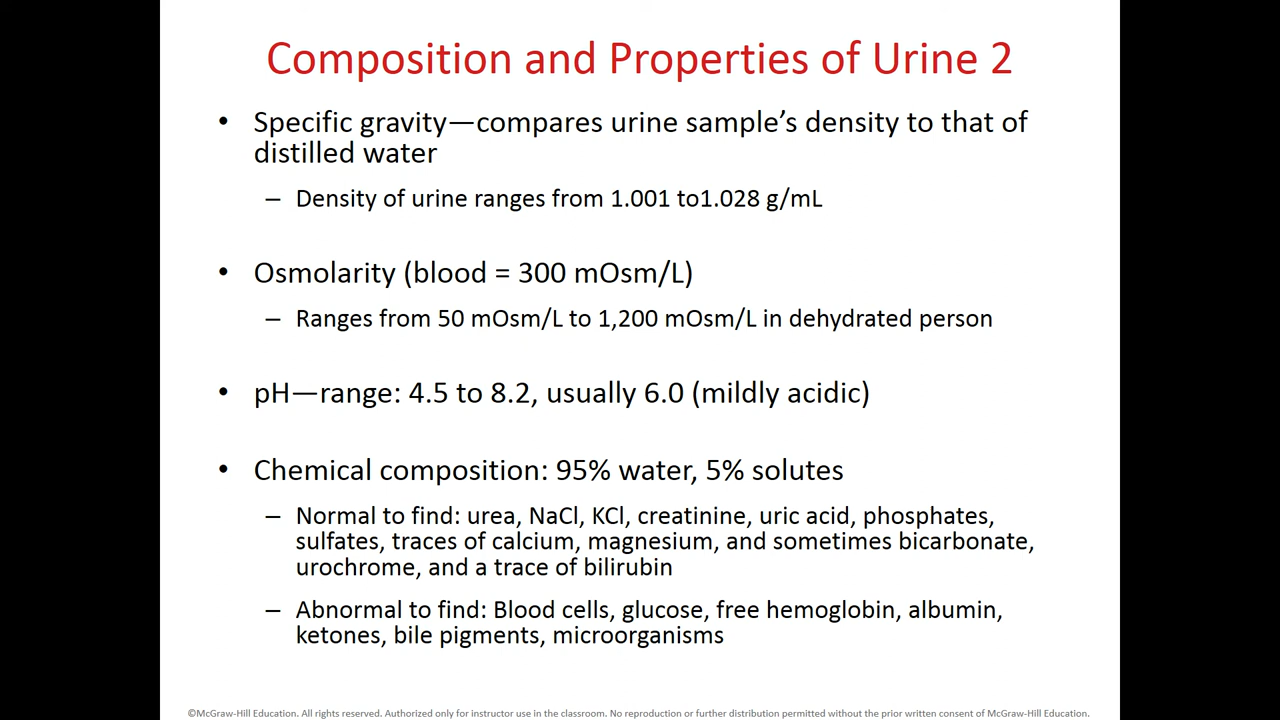 Composition and Properties of Urine 2
• Specific gravity—compares urine sample's density to that of
distilled water
– Density of urine ranges from 1.001 to1.028 g/mL
• Osmolarity (blood = 300 mOsm/L)
– Ranges from 50 mOsm/L to 1,200 mOsm/L in dehydrated person
• pH—range: 4.5 to 8.2, usually 6.0 (mildly acidic)
• Chemical composition: 95% water, 5% solutes
– Normal to find: urea, NaCl, KCl, creatinine, uric acid, phosphates,
sulfates, traces of calcium, magnesium, and sometimes bicarbonate,
urochrome, and a trace of bilirubin
– Abnormal to find: Blood cells, glucose, free hemoglobin, albumin,
ketones, bile pigments, microorganisms
©McGraw-Hill Education. All rights reserved. Authorized only for instructor use in the classroom. No reproduction or further distribution permitted without the prior written consent of McGraw-Hill Education.